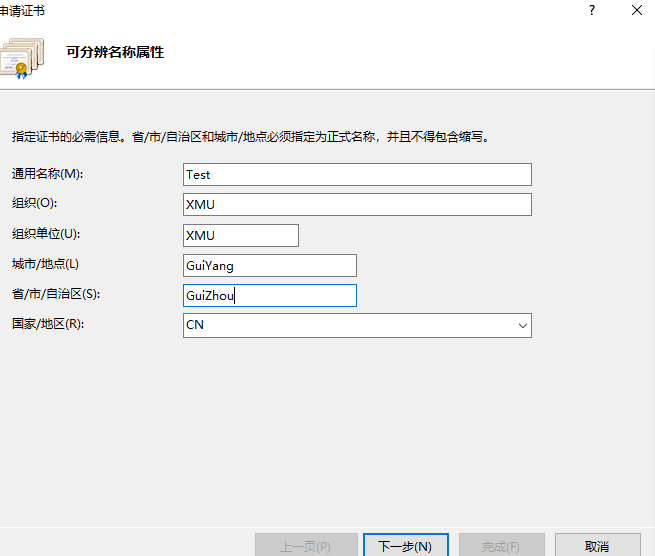 申请证书
?
可分辨名称属性
指定证书的必需信息。省/市/自治区和城市/地点必须指定为正式名称，并且不得包含缩写。
通用名称(M): Test
组织(O): XMU
组织单位(U): XMU
城市/地点(L) GuiYang
省/市/自治区(S): GuiZhou
国家/地区(R): CN
上一页(P) 下一步(N) 完成(F) 取消